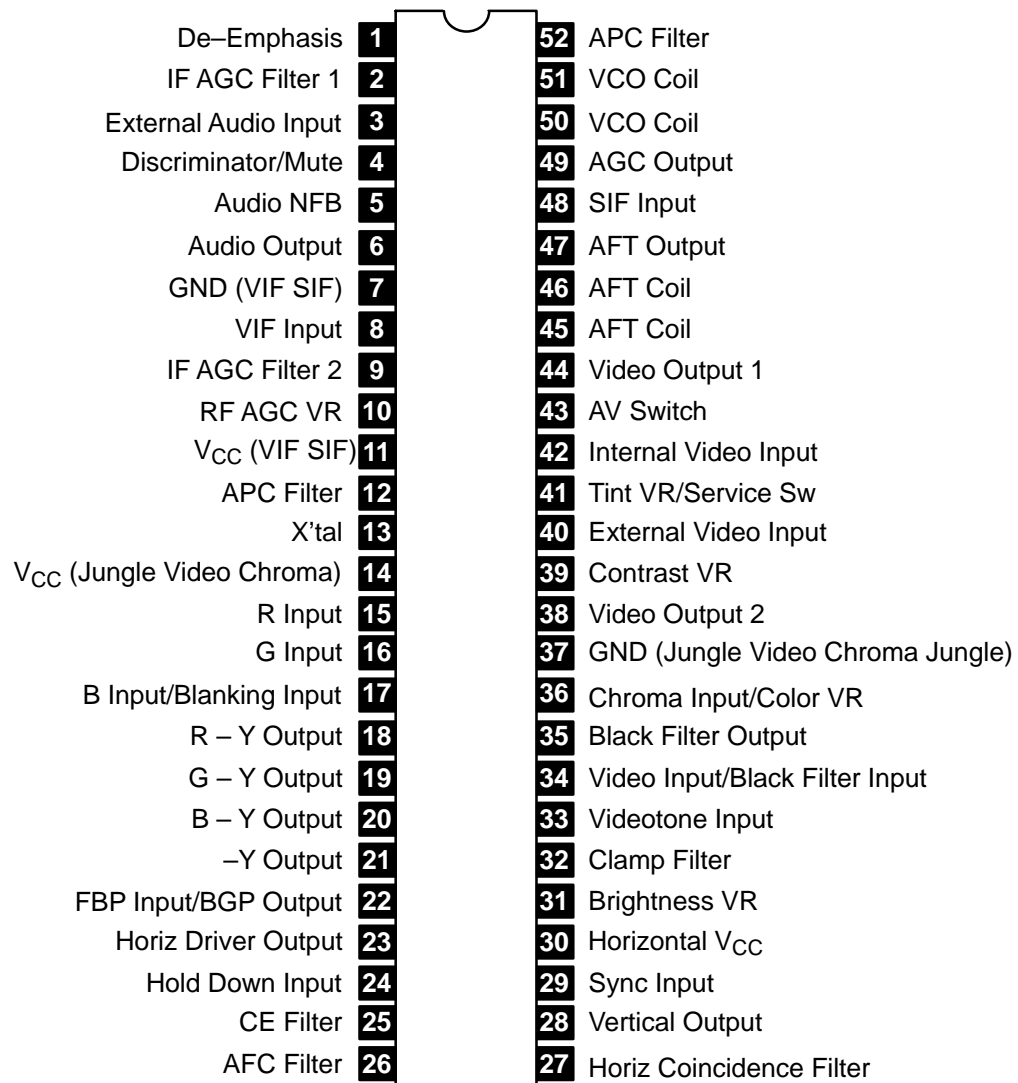 De–Emphasis 1 52 APC Filter
IF AGC Filter 1 2 51 VCO Coil
External Audio Input 3 50 VCO Coil
Discriminator/Mute 4 49 AGC Output
Audio NFB 5 48 SIF Input
Audio Output 6 47 AFT Output
GND (VIF SIF) 7 46 AFT Coil
VIF Input 8 45 AFT Coil
IF AGC Filter 2 9 44 Video Output 1
RF AGC VR 10 43 AV Switch
VCC (VIF SIF) 11 42 Internal Video Input
APC Filter 12 41 Tint VR/Service Sw
X’tal 13 40 External Video Input
VCC (Jungle Video Chroma) 14 39 Contrast VR
R Input 15 38 Video Output 2
G Input 16 37 GND (Jungle Video Chroma Jungle)
B Input/Blanking Input 17 36 Chroma Input/Color VR
R – Y Output 18 35 Black Filter Output
G – Y Output 19 34 Video Input/Black Filter Input
B – Y Output 20 33 Videotone Input
–Y Output 21 32 Clamp Filter
FBP Input/BGP Output 22 31 Brightness VR
Horiz Driver Output 23 30 Horizontal VCC
Hold Down Input 24 29 Sync Input
CE Filter 25 28 Vertical Output
AFC Filter 26 27 Horiz Coincidence Filter